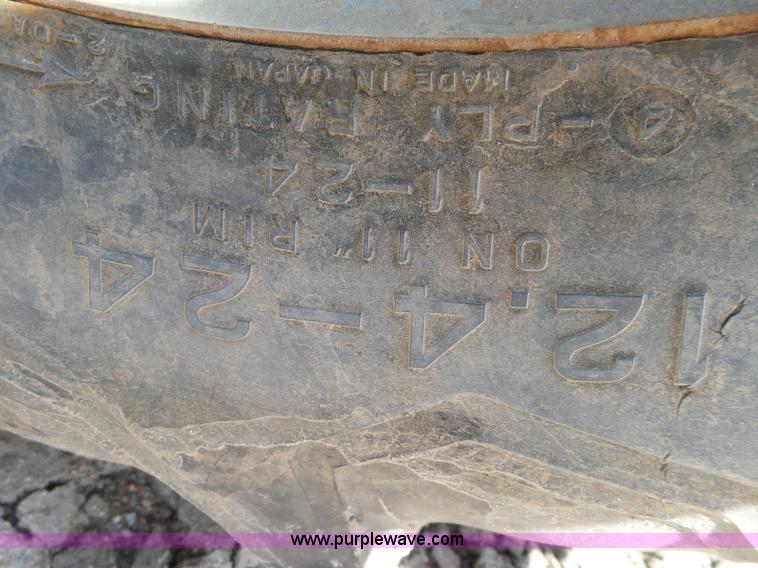 12.4-24
ON 11" RIM
11-24
4-PLY RATING
MADE IN JAPAN
2-DA
www.purplewave.com